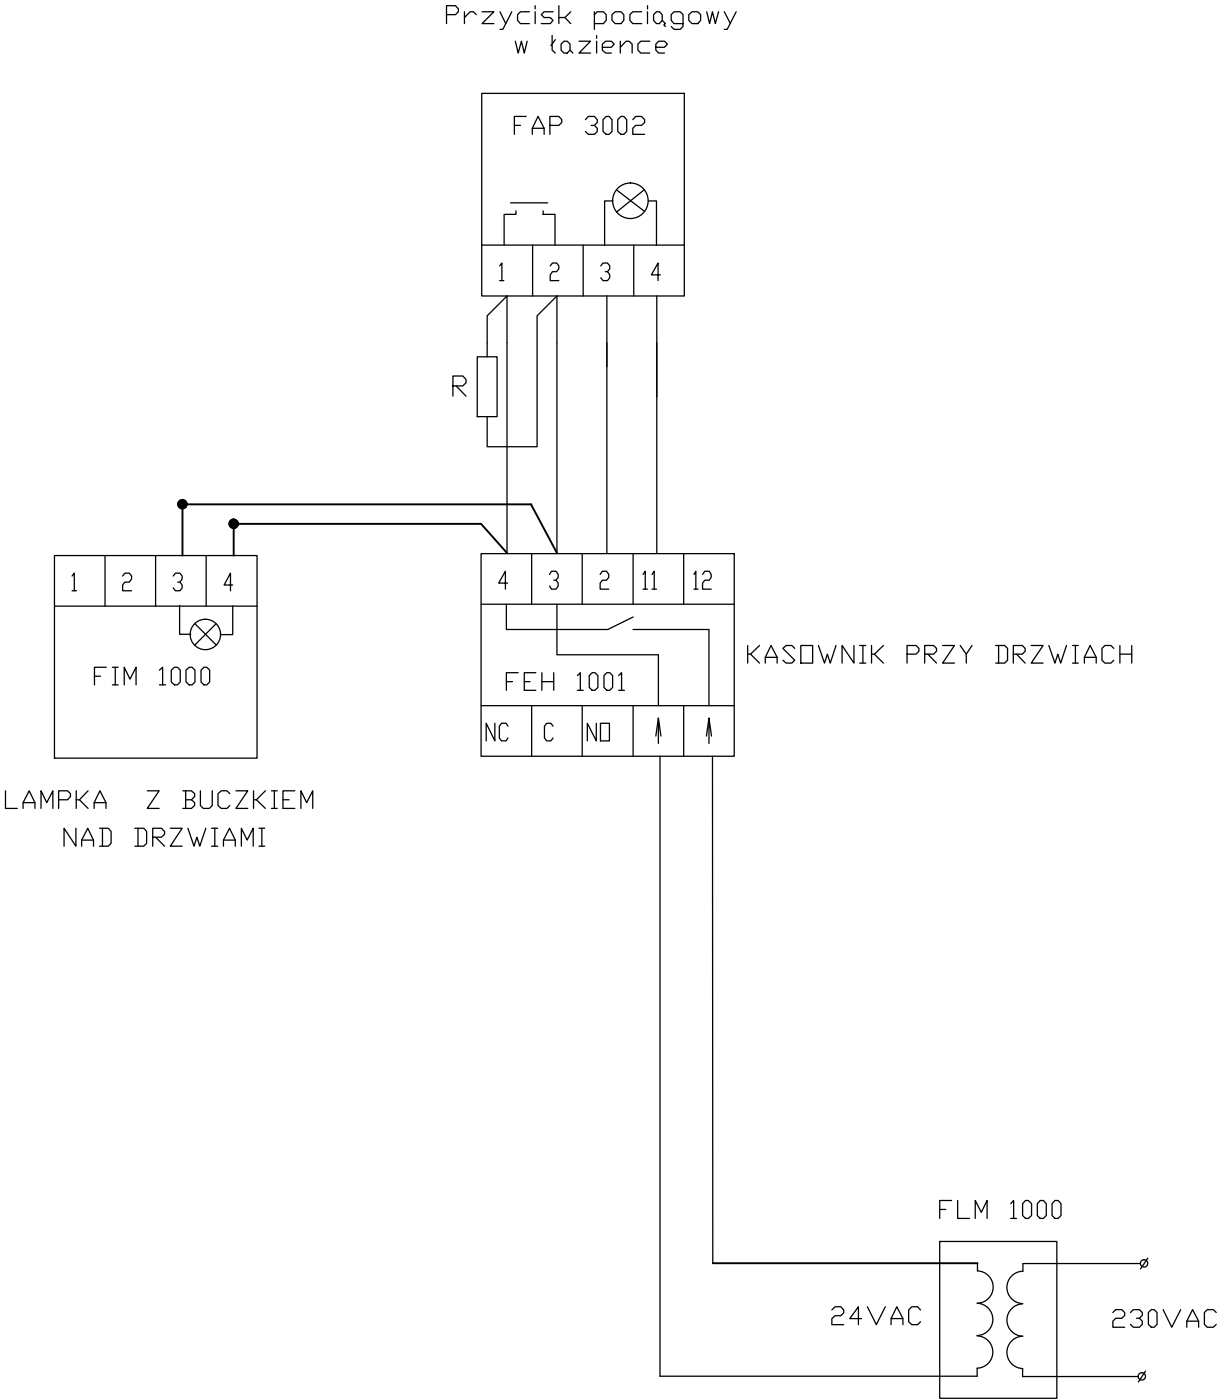 Przycisk pociągowy
w łazience
FAP 3002
1 2 3 4
R
4 3 2 11 12
1 2 3 4
KASOWNIK PRZY DRZWIACH
FIM 1000
FEH 1001
NC C NO
LAMPKA Z BUCZKIEM
NAD DRZWIAMI
FLM 1000
24VAC
230VAC